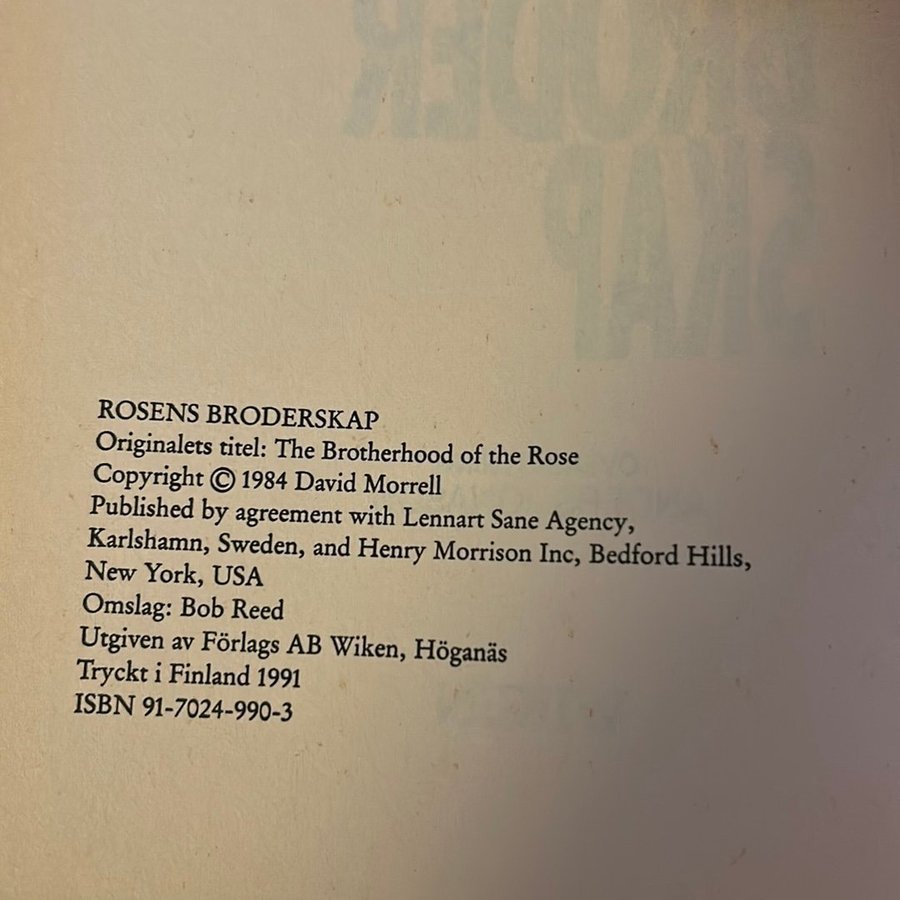 ROSENS BRODERSKAP
Originalets titel: The Brotherhood of the Rose
Copyright © 1984 David Morrell
Published by agreement with Lennart Sane Agency,
Karlshamn, Sweden, and Henry Morrison Inc, Bedford Hills,
New York, USA
Omslag: Bob Reed
Utgiven av Förlags AB Wiken, Höganäs
Tryckt i Finland 1991
ISBN 91-7024-990-3